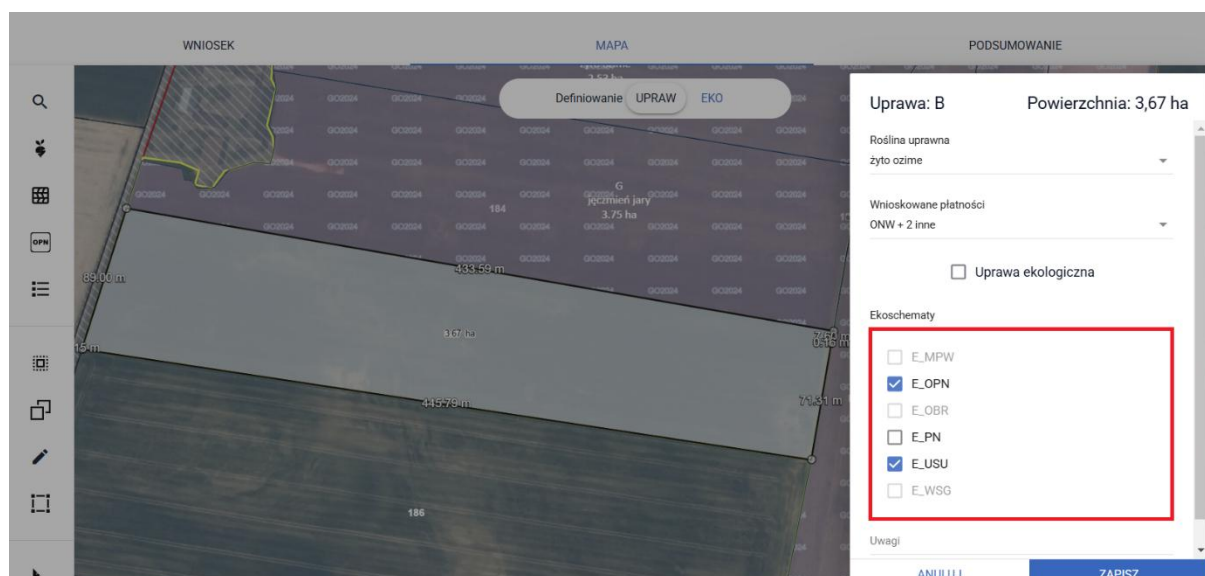 WNIOSEK
MAPA
PODSUMOWANIE
Definiowanie UPRAW EKO
OPN
G
jęczmień jary
3.75 ha
184
89.00 m
433.59 m
3.67 ha
445.79 m
71.31 m
186
GO2024
Uprawa: B
Powierzchnia: 3,67 ha
Roślina uprawna
żyto ozime
Wnioskowane płatności
ONW + 2 inne
Uprawa ekologiczna
Ekoschematy
E_MPW
E_OPN
E_OBR
E_PN
E_USU
E_WSG
Uwagi
ANULUJ
ZAPISZ